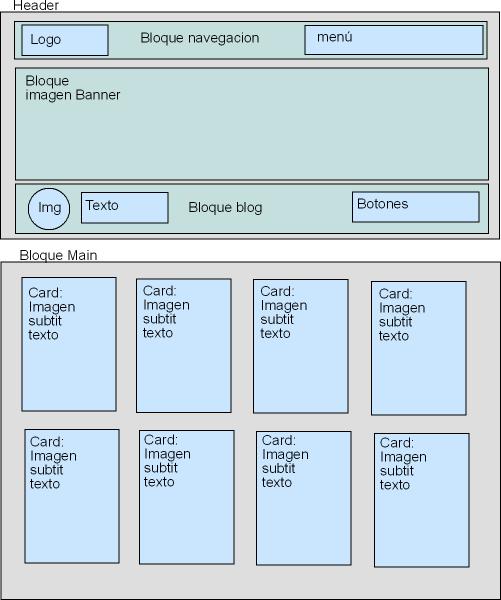 Header
Logo
Bloque navegacion
menú
Bloque
imagen Banner
Img
Texto
Bloque blog
Botones
Bloque Main
Card:
Imagen
subtit
texto
Card:
Imagen
subtit
texto
Card:
Imagen
subtit
texto
Card:
Imagen
subtit
texto
Card:
Imagen
subtit
texto
Card:
Imagen
subtit
texto
Card:
Imagen
subtit
texto
Card:
Imagen
subtit
texto